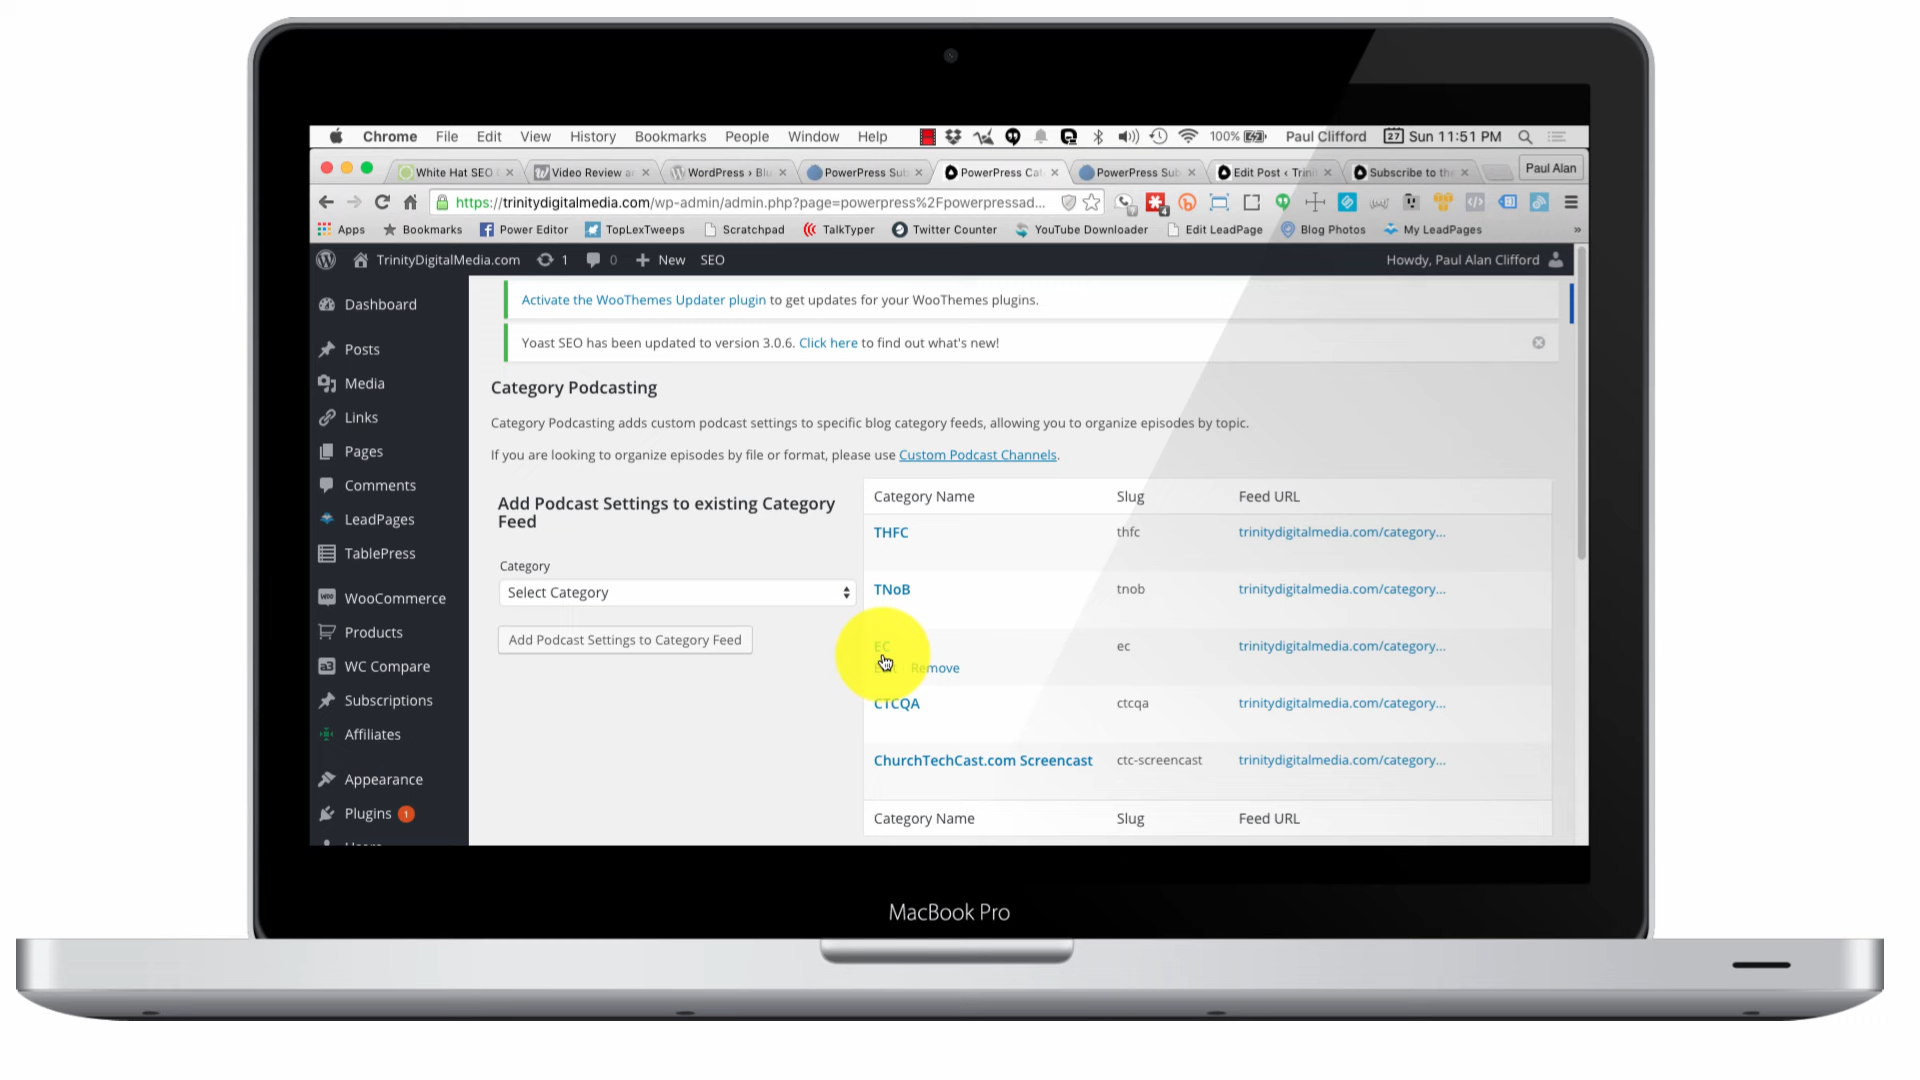 Chrome File Edit View History Bookmarks People Window Help 100% Paul Clifford 27 Sun 11:51 PM
White Hat SEO Video Review a WordPress › Blu PowerPress Sub PowerPress Ca PowerPress Sub Edit Post ‹ Trini Subscribe to the Paul Alan
https://trinitydigitalmedia.com/wp-admin/admin.php?page=powerpress%2Fpowerpressad...
Apps Bookmarks Power Editor TopLexTweeps Scratchpad TalkTyper Twitter Counter YouTube Downloader Edit LeadPage Blog Photos My LeadPages »
TrinityDigitalMedia.com 1 0 New SEO Howdy, Paul Alan Clifford
Dashboard
Posts
Media
Links
Pages
Comments
LeadPages
TablePress
WooCommerce
Products
WC Compare
Subscriptions
Affiliates
Appearance
Plugins 1
Activate the WooThemes Updater plugin to get updates for your WooThemes plugins.
Yoast SEO has been updated to version 3.0.6. Click here to find out what's new!
Category Podcasting
Category Podcasting adds custom podcast settings to specific blog category feeds, allowing you to organize episodes by topic.
If you are looking to organize episodes by file or format, please use Custom Podcast Channels.
Add Podcast Settings to existing Category
Feed
Category
Select Category
Add Podcast Settings to Category Feed
Category Name Slug Feed URL
THFC thfc trinitydigitalmedia.com/category...
TNoB tnob trinitydigitalmedia.com/category...
EC ec trinitydigitalmedia.com/category...
Remove
CTCQA ctcqa trinitydigitalmedia.com/category...
ChurchTechCast.com Screencast ctc-screencast trinitydigitalmedia.com/category...
Category Name Slug Feed URL
MacBook Pro